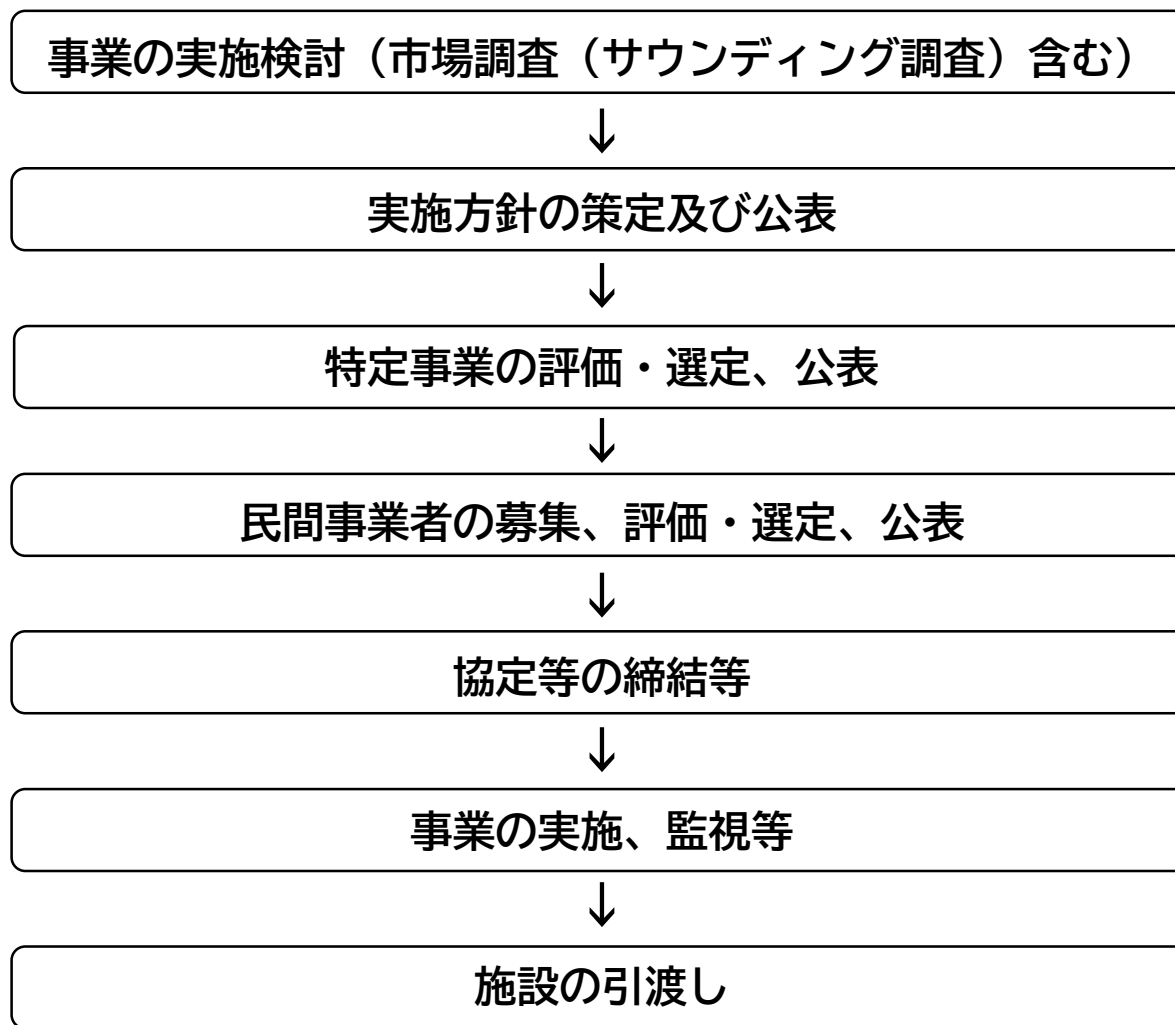 事業の実施検討（市場調査（サウンディング調査）含む）
↓
実施方針の策定及び公表
↓
特定事業の評価・選定、公表
↓
民間事業者の募集、評価・選定、公表
↓
協定等の締結等
↓
事業の実施、監視等
↓
施設の引渡し